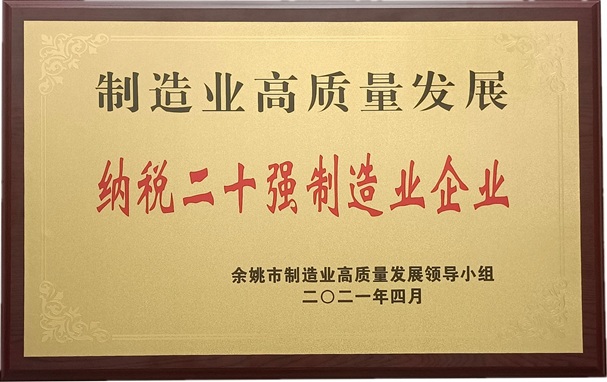 制造业高质量发展
纳税二十强制造业企业
余姚市制造业高质量发展领导小组
二〇二一年四月